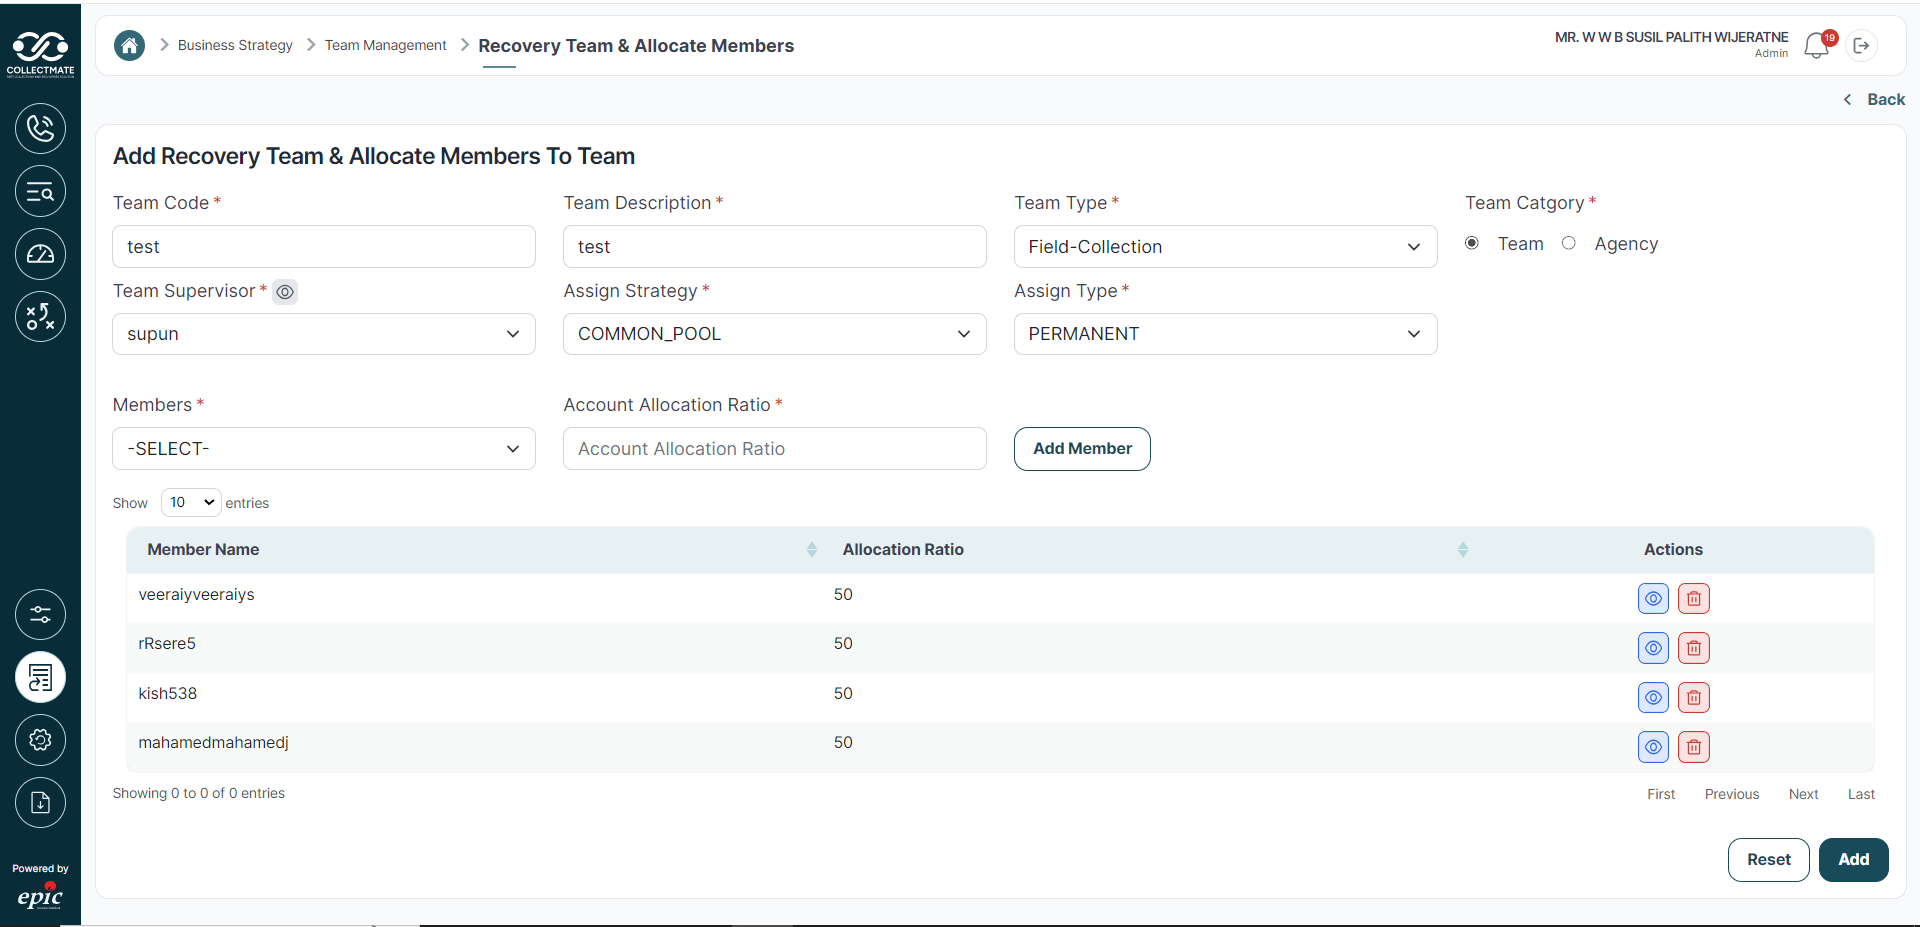 COLLECTMATE
Business Strategy
Team Management
Recovery Team & Allocate Members
MR. W W B SUSIL PALITH WIJERATNE
Admin
19
Back
Add Recovery Team & Allocate Members To Team
Team Code *
Team Description *
Team Type *
Team Catgory *
test
test
Field-Collection
Team
Agency
Team Supervisor *
Assign Strategy *
Assign Type *
supun
COMMON_POOL
PERMANENT
Members *
Account Allocation Ratio *
-SELECT-
Account Allocation Ratio
Add Member
Show 10 entries
Member Name
Allocation Ratio
Actions
veeraiyveeraiys
50
rRsere5
50
kish538
50
mahamedmahamedj
50
Showing 0 to 0 of 0 entries
First
Previous
Next
Last
Reset
Add
Powered by
epic